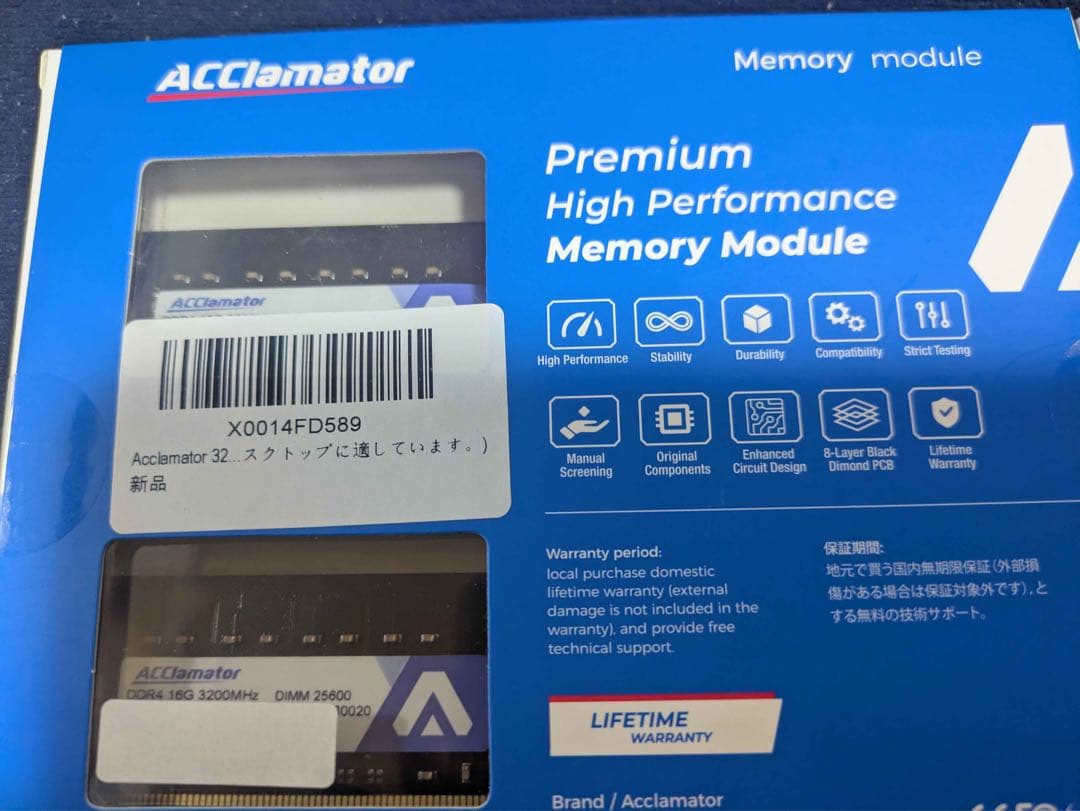 ACClamator
Memory module
Premium
High Performance
Memory Module
High Performance
Stability
Durability
Compatibility
Strict Testing
Manual
Screening
Original
Components
Enhanced
Circuit Design
8-Layer Black
Dimond PCB
Lifetime
Warranty
ACClamator
X0014FD589
Acclamator 32...スクトップに適しています。)
新品
ACClamator
DDR4 16G 3200MHz DIMM 25600
0020
Warranty period:
local purchase domestic
lifetime warranty (external
damage is not included in the
warranty), and provide free
technical support.
保証期間:
地元で買う国内無期限保証(外部損
傷がある場合は保証対象外です)、と
する無料の技術サポート。
LIFETIME
WARRANTY
Brand / Acclamator